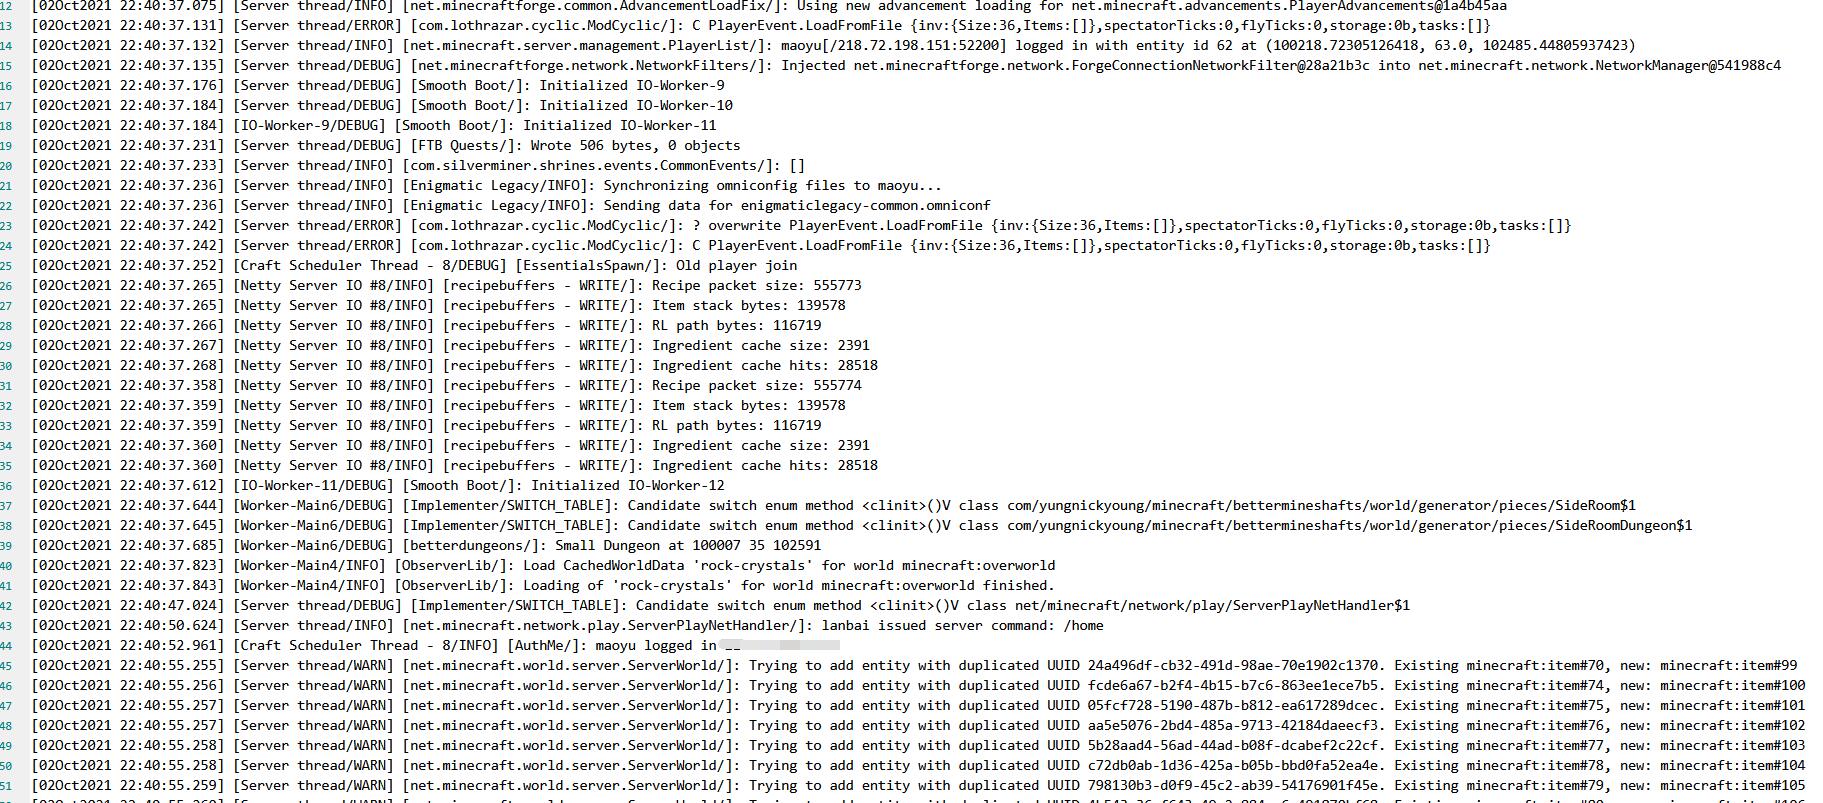 12 [02Oct2021 22:40:37.075] [Server thread/INFO] [net.minecraftforge.common.AdvancementLoadFix/]: Using new advancement loading for net.minecraft.advancements.PlayerAdvancements@1a4b45aa
13 [02Oct2021 22:40:37.131] [Server thread/ERROR] [com.lothrazar.cyclic.ModCyclic/]: C PlayerEvent.LoadFromFile {inv:{Size:36,Items:[]},spectatorTicks:0,flyTicks:0,storage:0b,tasks:[]}
14 [02Oct2021 22:40:37.132] [Server thread/INFO] [net.minecraft.server.management.PlayerList/]: maoyu[/218.72.198.151:52200] logged in with entity id 62 at (100218.72305126418, 63.0, 102485.44805937423)
15 [02Oct2021 22:40:37.135] [Server thread/DEBUG] [net.minecraftforge.network.NetworkFilters/]: Injected net.minecraftforge.network.ForgeConnectionNetworkFilter@28a21b3c into net.minecraft.network.NetworkManager@541988c4
16 [02Oct2021 22:40:37.176] [Server thread/DEBUG] [Smooth Boot/]: Initialized IO-Worker-9
17 [02Oct2021 22:40:37.184] [Server thread/DEBUG] [Smooth Boot/]: Initialized IO-Worker-10
18 [02Oct2021 22:40:37.184] [IO-Worker-9/DEBUG] [Smooth Boot/]: Initialized IO-Worker-11
19 [02Oct2021 22:40:37.231] [Server thread/DEBUG] [FTB Quests/]: Wrote 506 bytes, 0 objects
20 [02Oct2021 22:40:37.233] [Server thread/INFO] [com.silverminer.shrines.events.CommonEvents/]: []
21 [02Oct2021 22:40:37.236] [Server thread/INFO] [Enigmatic Legacy/INFO]: Synchronizing omniconfig files to maoyu...
22 [02Oct2021 22:40:37.236] [Server thread/INFO] [Enigmatic Legacy/INFO]: Sending data for enigmaticlegacy-common.omniconf
23 [02Oct2021 22:40:37.242] [Server thread/ERROR] [com.lothrazar.cyclic.ModCyclic/]: ? overwrite PlayerEvent.LoadFromFile {inv:{Size:36,Items:[]},spectatorTicks:0,flyTicks:0,storage:0b,tasks:[]}
24 [02Oct2021 22:40:37.242] [Server thread/ERROR] [com.lothrazar.cyclic.ModCyclic/]: C PlayerEvent.LoadFromFile {inv:{Size:36,Items:[]},spectatorTicks:0,flyTicks:0,storage:0b,tasks:[]}
25 [02Oct2021 22:40:37.252] [Craft Scheduler Thread - 8/DEBUG] [EssentialsSpawn/]: Old player join
26 [02Oct2021 22:40:37.265] [Netty Server IO #8/INFO] [recipebuffers - WRITE/]: Recipe packet size: 555773
27 [02Oct2021 22:40:37.265] [Netty Server IO #8/INFO] [recipebuffers - WRITE/]: Item stack bytes: 139578
28 [02Oct2021 22:40:37.266] [Netty Server IO #8/INFO] [recipebuffers - WRITE/]: RL path bytes: 116719
29 [02Oct2021 22:40:37.267] [Netty Server IO #8/INFO] [recipebuffers - WRITE/]: Ingredient cache size: 2391
30 [02Oct2021 22:40:37.268] [Netty Server IO #8/INFO] [recipebuffers - WRITE/]: Ingredient cache hits: 28518
31 [02Oct2021 22:40:37.358] [Netty Server IO #8/INFO] [recipebuffers - WRITE/]: Recipe packet size: 555774
32 [02Oct2021 22:40:37.359] [Netty Server IO #8/INFO] [recipebuffers - WRITE/]: Item stack bytes: 139578
33 [02Oct2021 22:40:37.359] [Netty Server IO #8/INFO] [recipebuffers - WRITE/]: RL path bytes: 116719
34 [02Oct2021 22:40:37.360] [Netty Server IO #8/INFO] [recipebuffers - WRITE/]: Ingredient cache size: 2391
35 [02Oct2021 22:40:37.360] [Netty Server IO #8/INFO] [recipebuffers - WRITE/]: Ingredient cache hits: 28518
36 [02Oct2021 22:40:37.612] [IO-Worker-11/DEBUG] [Smooth Boot/]: Initialized IO-Worker-12
37 [02Oct2021 22:40:37.644] [Worker-Main6/DEBUG] [Implementer/SWITCH_TABLE]: Candidate switch enum method <clinit>()V class com/yungnickyoung/minecraft/bettermineshafts/world/generator/pieces/SideRoom$1
38 [02Oct2021 22:40:37.645] [Worker-Main6/DEBUG] [Implementer/SWITCH_TABLE]: Candidate switch enum method <clinit>()V class com/yungnickyoung/minecraft/bettermineshafts/world/generator/pieces/SideRoomDungeon$1
39 [02Oct2021 22:40:37.685] [Worker-Main6/DEBUG] [betterdungeons/]: Small Dungeon at 100007 35 102591
40 [02Oct2021 22:40:37.823] [Worker-Main4/INFO] [ObserverLib/]: Load CachedWorldData 'rock-crystals' for world minecraft:overworld
41 [02Oct2021 22:40:37.843] [Worker-Main4/INFO] [ObserverLib/]: Loading of 'rock-crystals' for world minecraft:overworld finished.
42 [02Oct2021 22:40:47.024] [Server thread/DEBUG] [Implementer/SWITCH_TABLE]: Candidate switch enum method <clinit>()V class net/minecraft/network/play/ServerPlayNetHandler$1
43 [02Oct2021 22:40:50.624] [Server thread/INFO] [net.minecraft.network.play.ServerPlayNetHandler/]: lanbai issued server command: /home
44 [02Oct2021 22:40:52.961] [Craft Scheduler Thread - 8/INFO] [AuthMe/]: maoyu logged in
45 [02Oct2021 22:40:55.255] [Server thread/WARN] [net.minecraft.world.server.ServerWorld/]: Trying to add entity with duplicated UUID 24a496df-cb32-491d-98ae-70e1902c1370. Existing minecraft:item#70, new: minecraft:item#99
46 [02Oct2021 22:40:55.256] [Server thread/WARN] [net.minecraft.world.server.ServerWorld/]: Trying to add entity with duplicated UUID fcde6a67-b2f4-4b15-b7c6-863ee1ece7b5. Existing minecraft:item#74, new: minecraft:item#100
47 [02Oct2021 22:40:55.257] [Server thread/WARN] [net.minecraft.world.server.ServerWorld/]: Trying to add entity with duplicated UUID 05fcf728-5190-487b-b812-ea617289dcec. Existing minecraft:item#75, new: minecraft:item#101
48 [02Oct2021 22:40:55.257] [Server thread/WARN] [net.minecraft.world.server.ServerWorld/]: Trying to add entity with duplicated UUID aa5e5076-2bd4-485a-9713-42184daeecf3. Existing minecraft:item#76, new: minecraft:item#102
49 [02Oct2021 22:40:55.258] [Server thread/WARN] [net.minecraft.world.server.ServerWorld/]: Trying to add entity with duplicated UUID 5b28aad4-56ad-44ad-b08f-dcabef2c22cf. Existing minecraft:item#77, new: minecraft:item#103
50 [02Oct2021 22:40:55.258] [Server thread/WARN] [net.minecraft.world.server.ServerWorld/]: Trying to add entity with duplicated UUID c72db0ab-1d36-425a-b05b-bbd0fa52ea4e. Existing minecraft:item#78, new: minecraft:item#104
51 [02Oct2021 22:40:55.259] [Server thread/WARN] [net.minecraft.world.server.ServerWorld/]: Trying to add entity with duplicated UUID 798130b3-d0f9-45c2-ab39-54176901f45e. Existing minecraft:item#79, new: minecraft:item#105